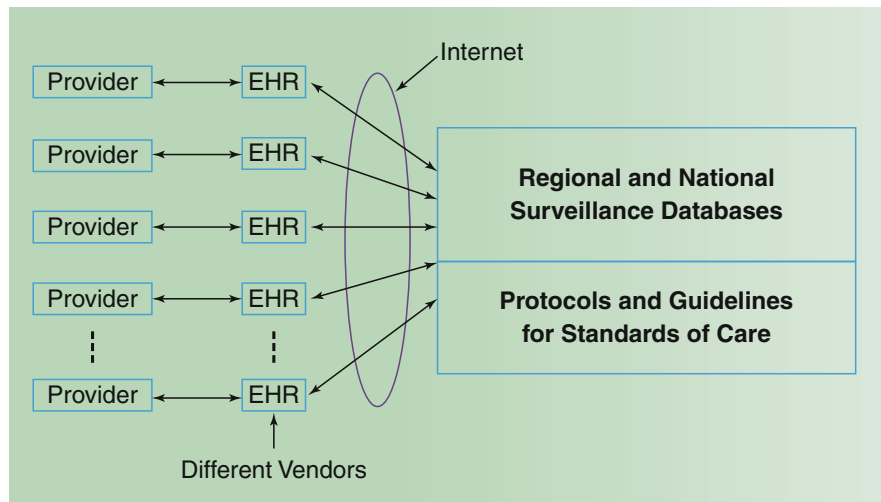 Internet
Provider EHR
Provider EHR
Provider EHR
Provider EHR
Provider EHR
Regional and National
Surveillance Databases
Protocols and Guidelines
for Standards of Care
Different Vendors